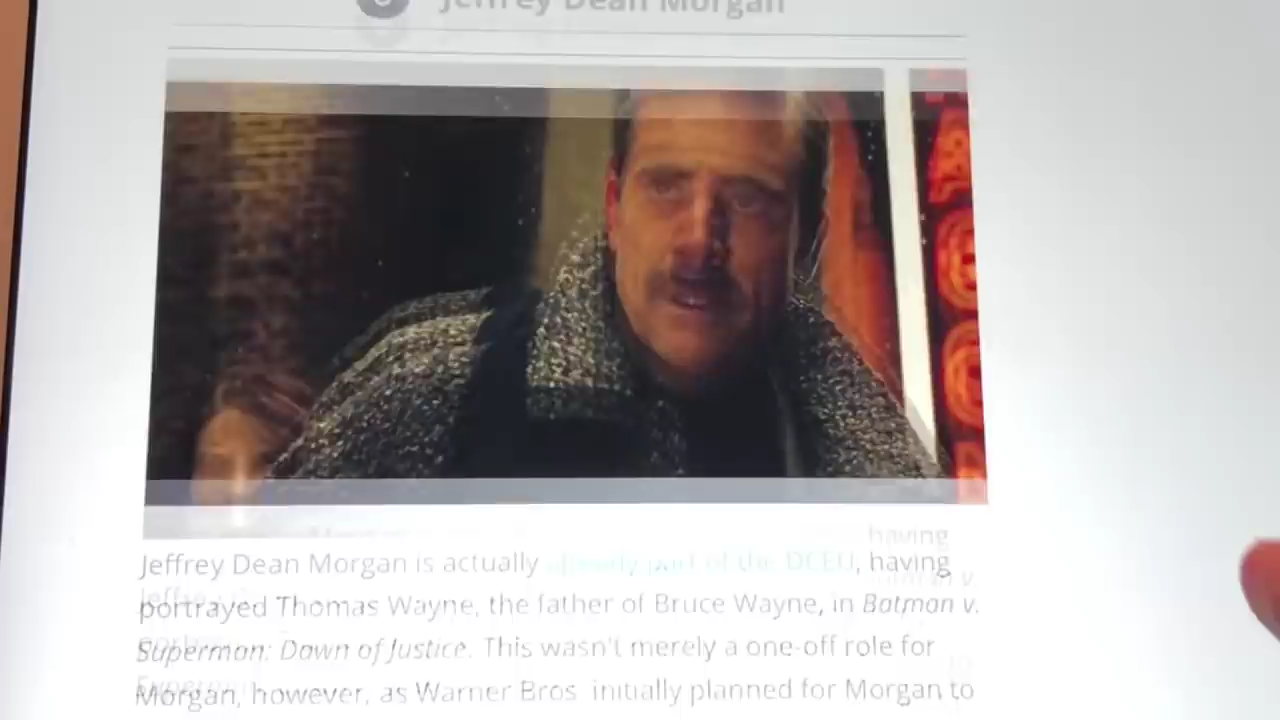 Jeffrey Dean Morgan
having
Jeffrey Dean Morgan is actually already part of the DCEU, having
portrayed Thomas Wayne, the father of Bruce Wayne, in Batman v.
Superman: Dawn of Justice. This wasn't merely a one-off role for
Morgan, however, as Warner Bros initially planned for Morgan to